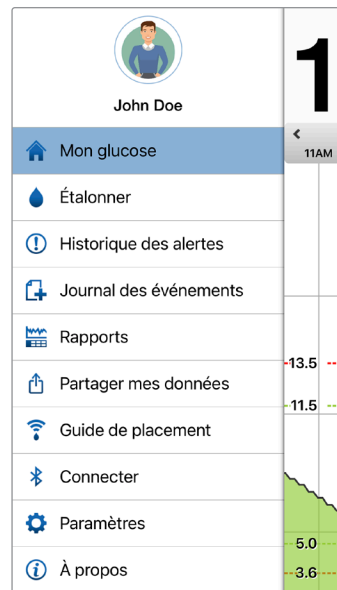 John Doe
Mon glucose
Étalonner
Historique des alertes
Journal des événements
Rapports
Partager mes données
Guide de placement
Connecter
Paramètres
À propos
1
11AM
13.5
11.5
5.0
3.6